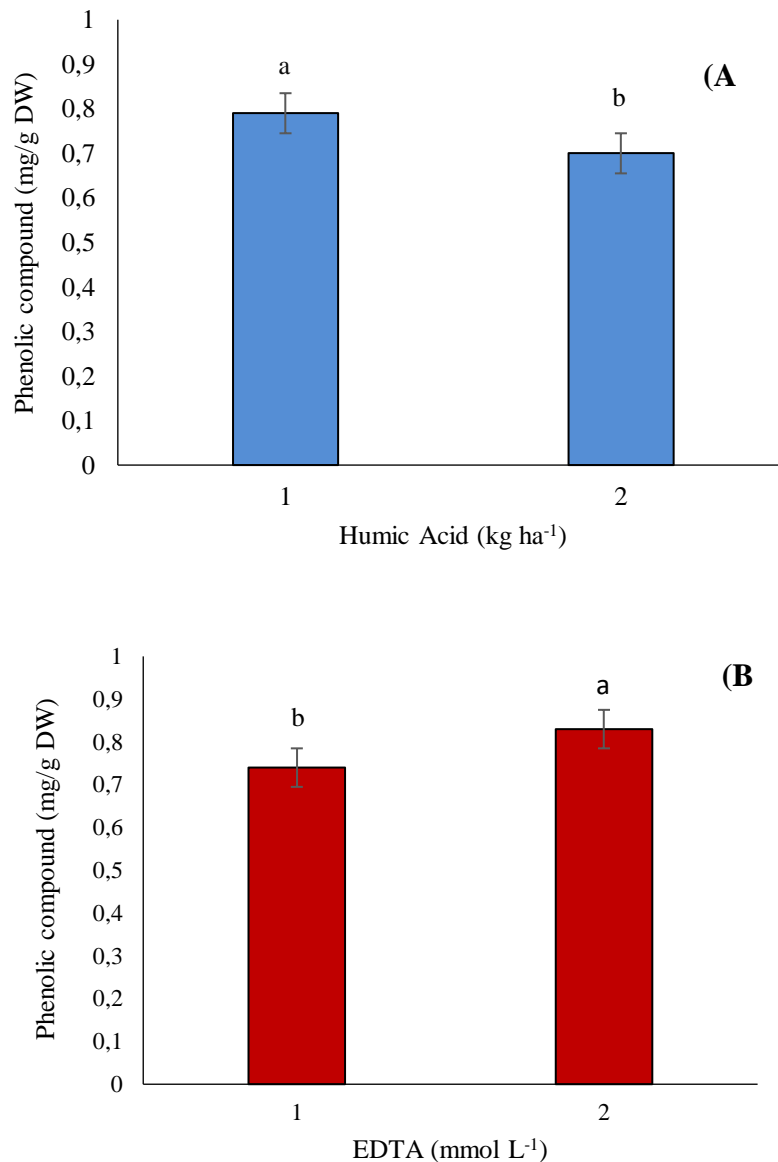 1
0,9
0,8
0,7
0,6
0,5
0,4
0,3
0,2
0,1
0
Phenolic compound (mg/g DW)
a
b
(A
1
2
Humic Acid (kg ha⁻¹)
1
0,9
0,8
0,7
0,6
0,5
0,4
0,3
0,2
0,1
0
Phenolic compound (mg/g DW)
b
a
(B
1
2
EDTA (mmol L⁻¹)